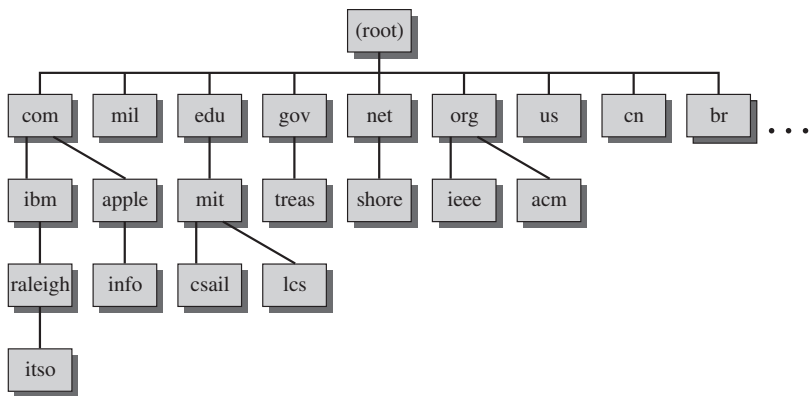 (root)
com mil edu gov net org us cn br ...
ibm apple mit treas shore ieee acm
raleigh info csail lcs
itso